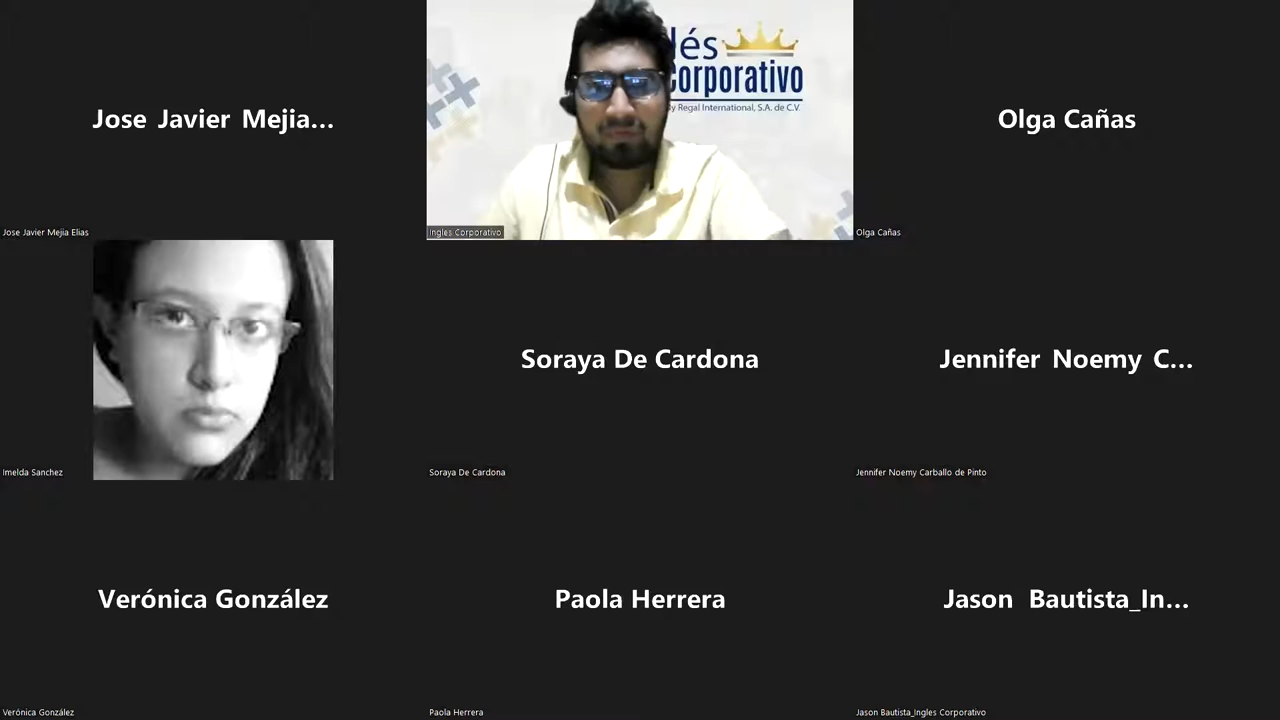 Jose Javier Mejia...
Jose Javier Mejia Elias
lés
orporativo
y Regal International, S.A. de C.V.
Ingles Corporativo
Olga Cañas
Olga Cañas
Imelda Sanchez
Soraya De Cardona
Soraya De Cardona
Jennifer Noemy C...
Jennifer Noemy Carballo de Pinto
Verónica González
Verónica González
Paola Herrera
Paola Herrera
Jason Bautista_In...
Jason Bautista_Ingles Corporativo